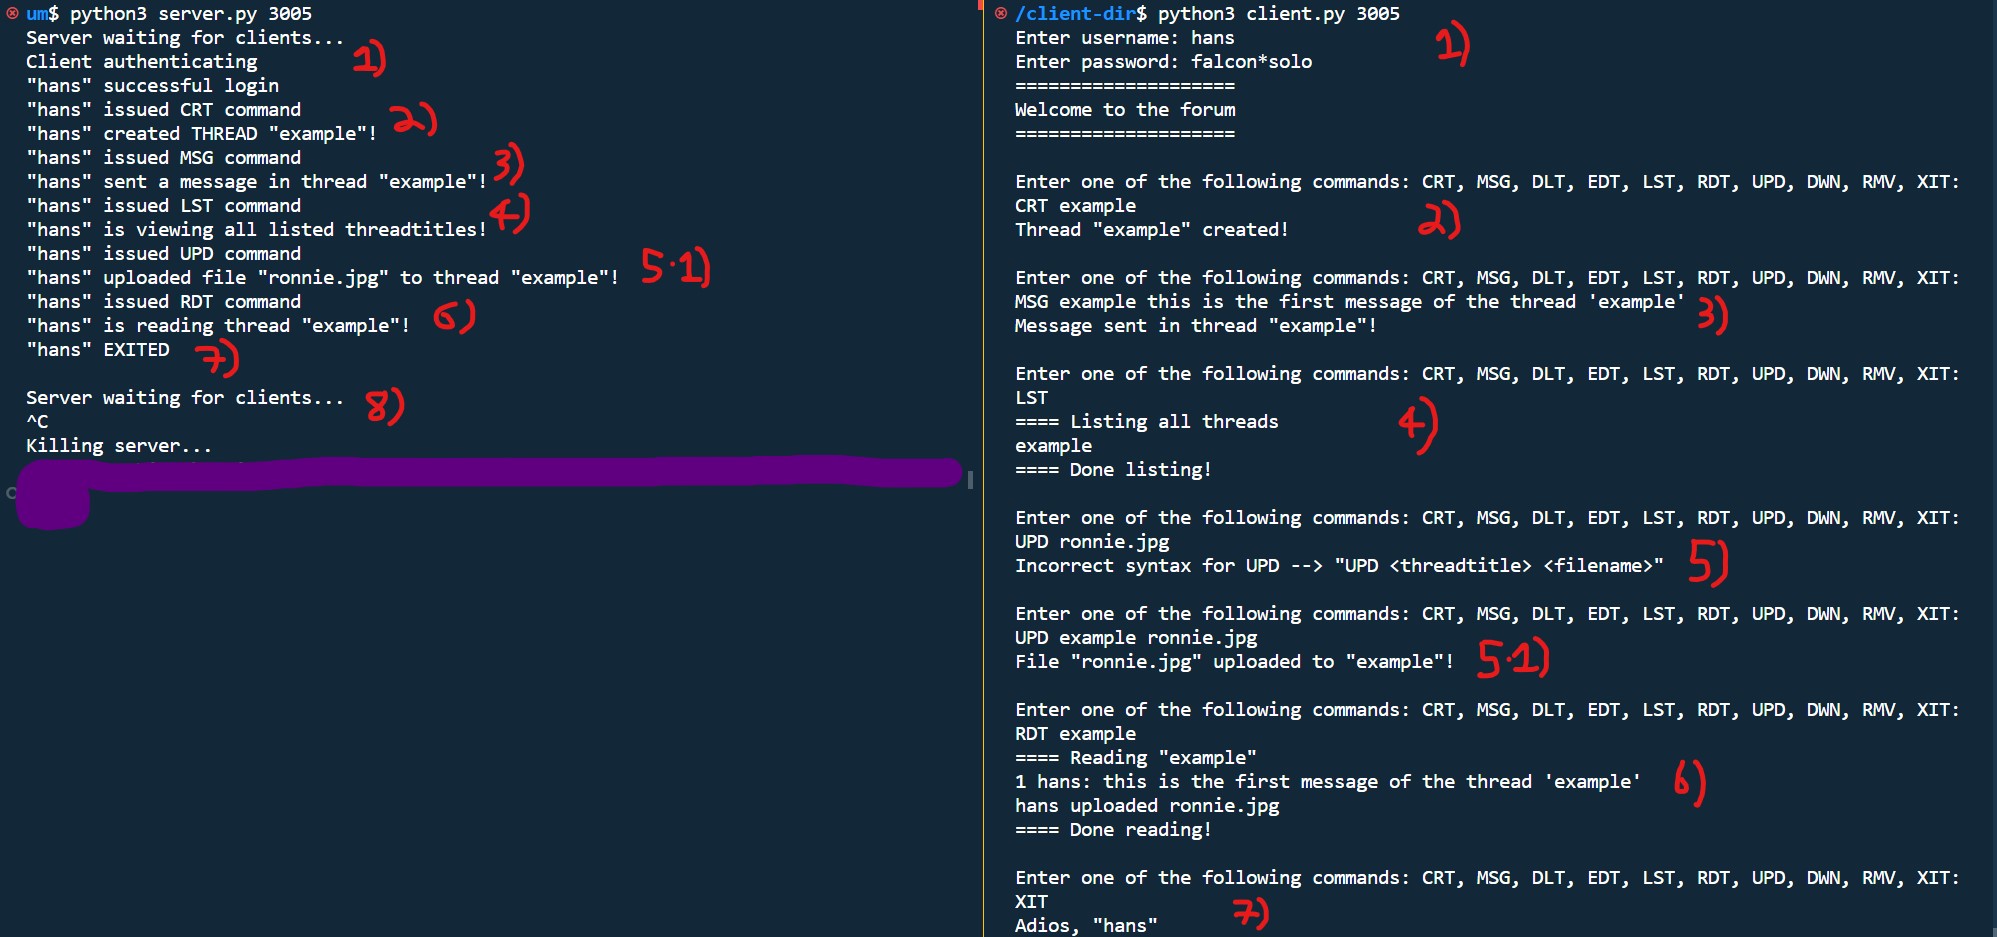 um$ python3 server.py 3005
Server waiting for clients...
Client authenticating 1)
"hans" successful login
"hans" issued CRT command
"hans" created THREAD "example"! 2)
"hans" issued MSG command
"hans" sent a message in thread "example"! 3)
"hans" issued LST command
"hans" is viewing all listed threadtitles! 4)
"hans" issued UPD command
"hans" uploaded file "ronnie.jpg" to thread "example"! 5.1)
"hans" issued RDT command
"hans" is reading thread "example"! 6)
"hans" EXITED 7)
Server waiting for clients... 8)
^C
Killing server...
/client-dir$ python3 client.py 3005
Enter username: hans 1)
Enter password: falcon*solo
====================
Welcome to the forum
====================
Enter one of the following commands: CRT, MSG, DLT, EDT, LST, RDT, UPD, DWN, RMV, XIT:
CRT example
Thread "example" created! 2)
Enter one of the following commands: CRT, MSG, DLT, EDT, LST, RDT, UPD, DWN, RMV, XIT:
MSG example this is the first message of the thread 'example' 3)
Message sent in thread "example"!
Enter one of the following commands: CRT, MSG, DLT, EDT, LST, RDT, UPD, DWN, RMV, XIT:
LST
==== Listing all threads 4)
example
==== Done listing!
Enter one of the following commands: CRT, MSG, DLT, EDT, LST, RDT, UPD, DWN, RMV, XIT:
UPD ronnie.jpg
Incorrect syntax for UPD --> "UPD <threadtitle> <filename>" 5)
Enter one of the following commands: CRT, MSG, DLT, EDT, LST, RDT, UPD, DWN, RMV, XIT:
UPD example ronnie.jpg
File "ronnie.jpg" uploaded to "example"! 5.1)
Enter one of the following commands: CRT, MSG, DLT, EDT, LST, RDT, UPD, DWN, RMV, XIT:
RDT example
==== Reading "example"
1 hans: this is the first message of the thread 'example' 6)
hans uploaded ronnie.jpg
==== Done reading!
Enter one of the following commands: CRT, MSG, DLT, EDT, LST, RDT, UPD, DWN, RMV, XIT:
XIT
Adios, "hans" 7)